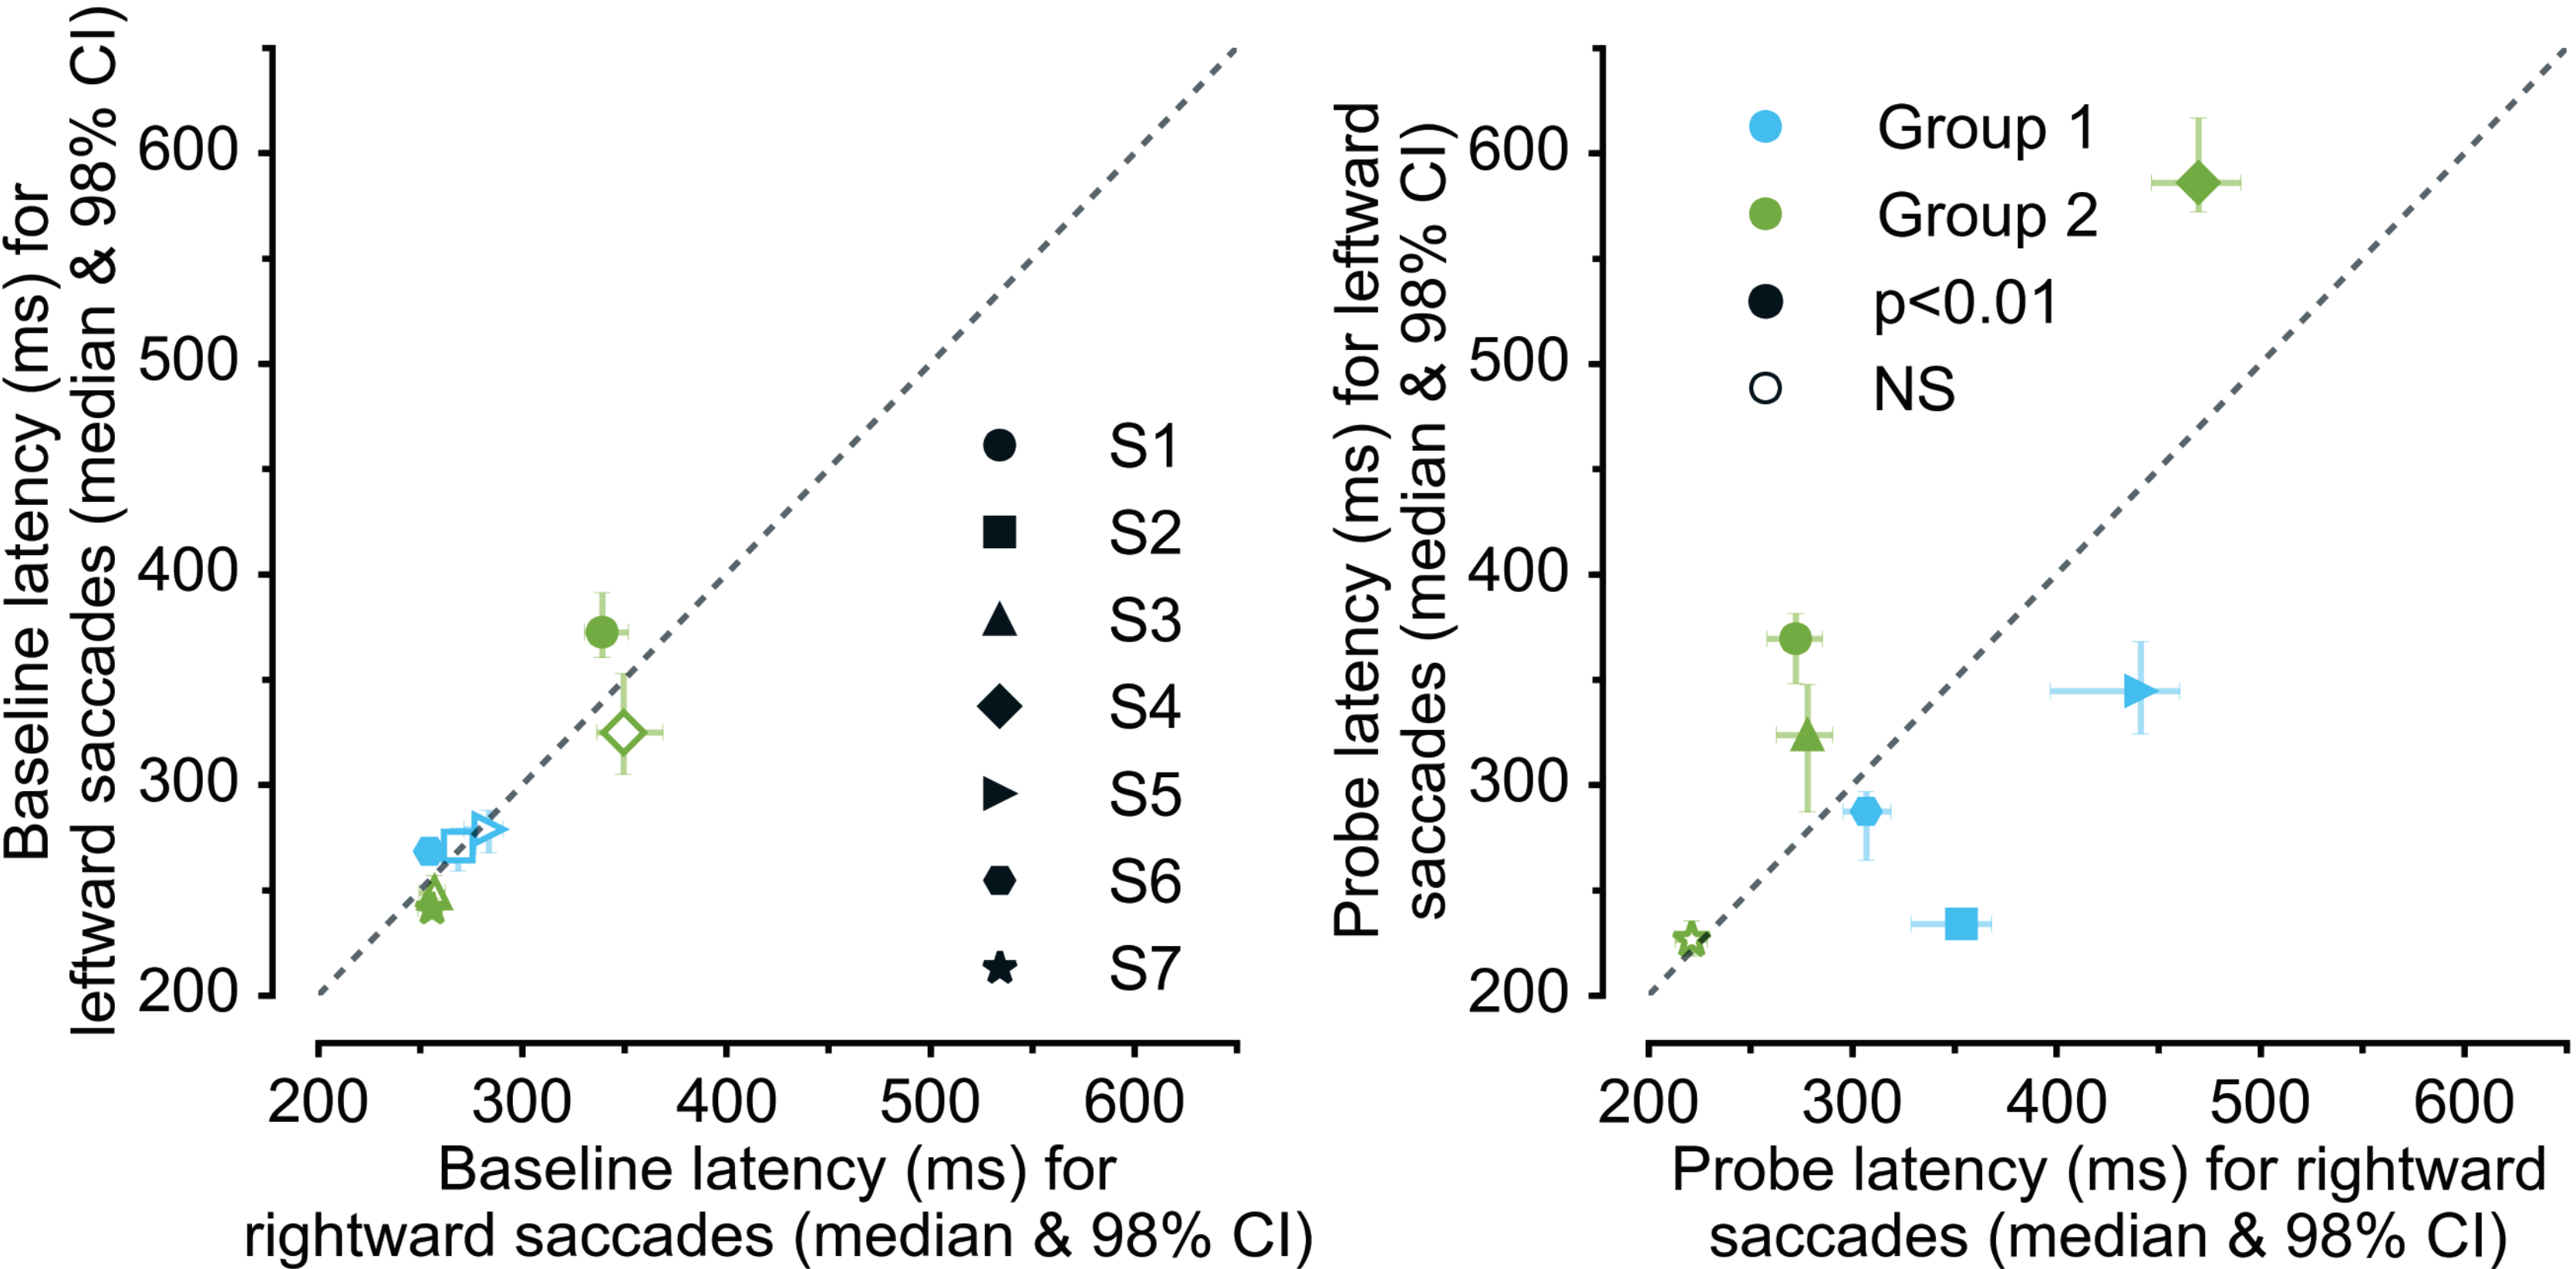 Baseline latency (ms) for
leftward saccades (median & 98% CI)
600
500
400
300
200
S1
S2
S3
S4
S5
S6
S7
200 300 400 500 600
Baseline latency (ms) for
rightward saccades (median & 98% CI)
Probe latency (ms) for leftward
saccades (median & 98% CI)
600
500
400
300
200
Group 1
Group 2
p<0.01
NS
200 300 400 500 600
Probe latency (ms) for rightward
saccades (median & 98% CI)